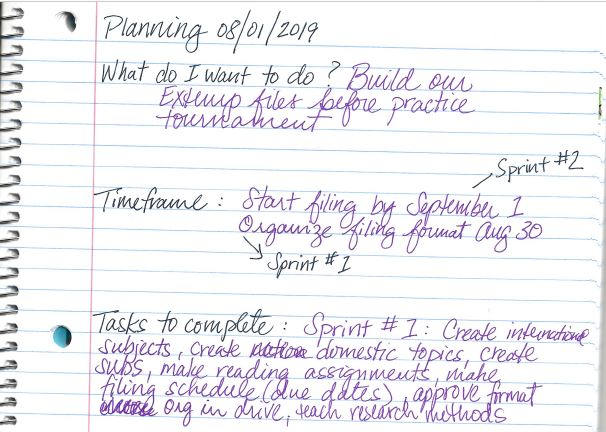 Planning 08/01/2019
What do I want to do? Build our
Extemp files before practice
tournament
Sprint #2
Timeframe: Start filing by September 1
Organize filing format Aug 30
Sprint #1
Tasks to complete: Sprint #1: Create international
subjects, create domestic topics, create
subs, make reading assignments, make
filing schedule (due dates), approve format
org in drive, teach research methods